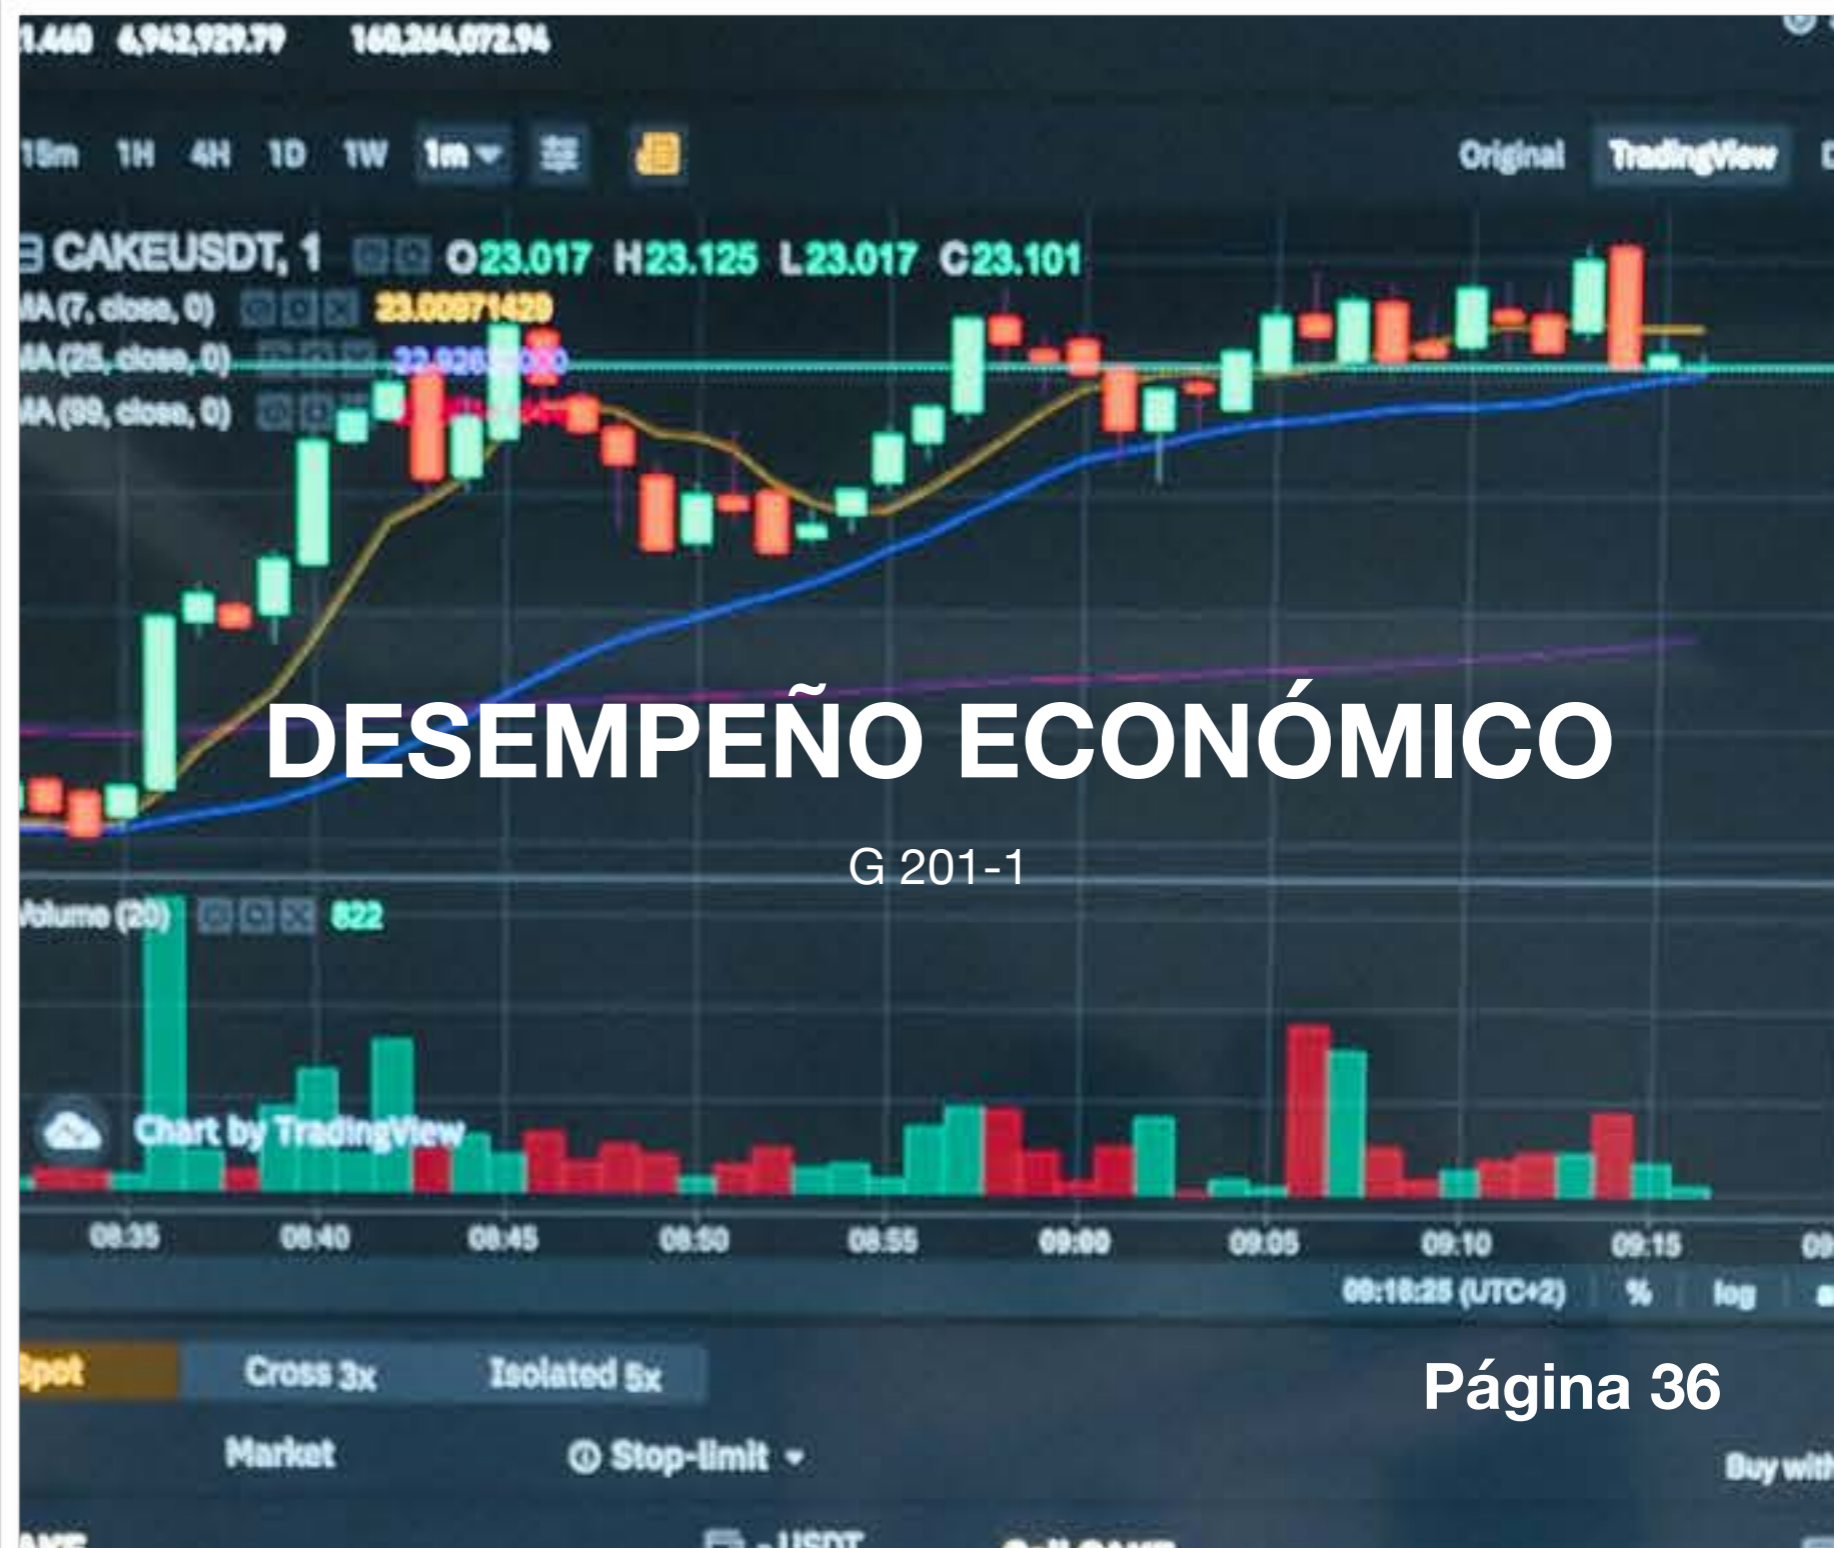 1.460 6,942,929.79 160,264,072.94
15m 1H 4H 1D 1W 1m Original TradingView
CAKEUSDT, 1 O23.017 H23.125 L23.017 C23.101
MA (7, close, 0) 23.00971429
MA (25, close, 0)
MA (99, close, 0)
DESEMPEÑO ECONÓMICO
G 201-1
Volume (20) 822
Chart by TradingView
08:35 08:40 08:45 08:50 08:55 09:00 09:05 09:10 09:15
(UTC+2) % log
Spot Cross 3x Isolated 5x
Página 36
Market Stop-limit
Buy with
USDT